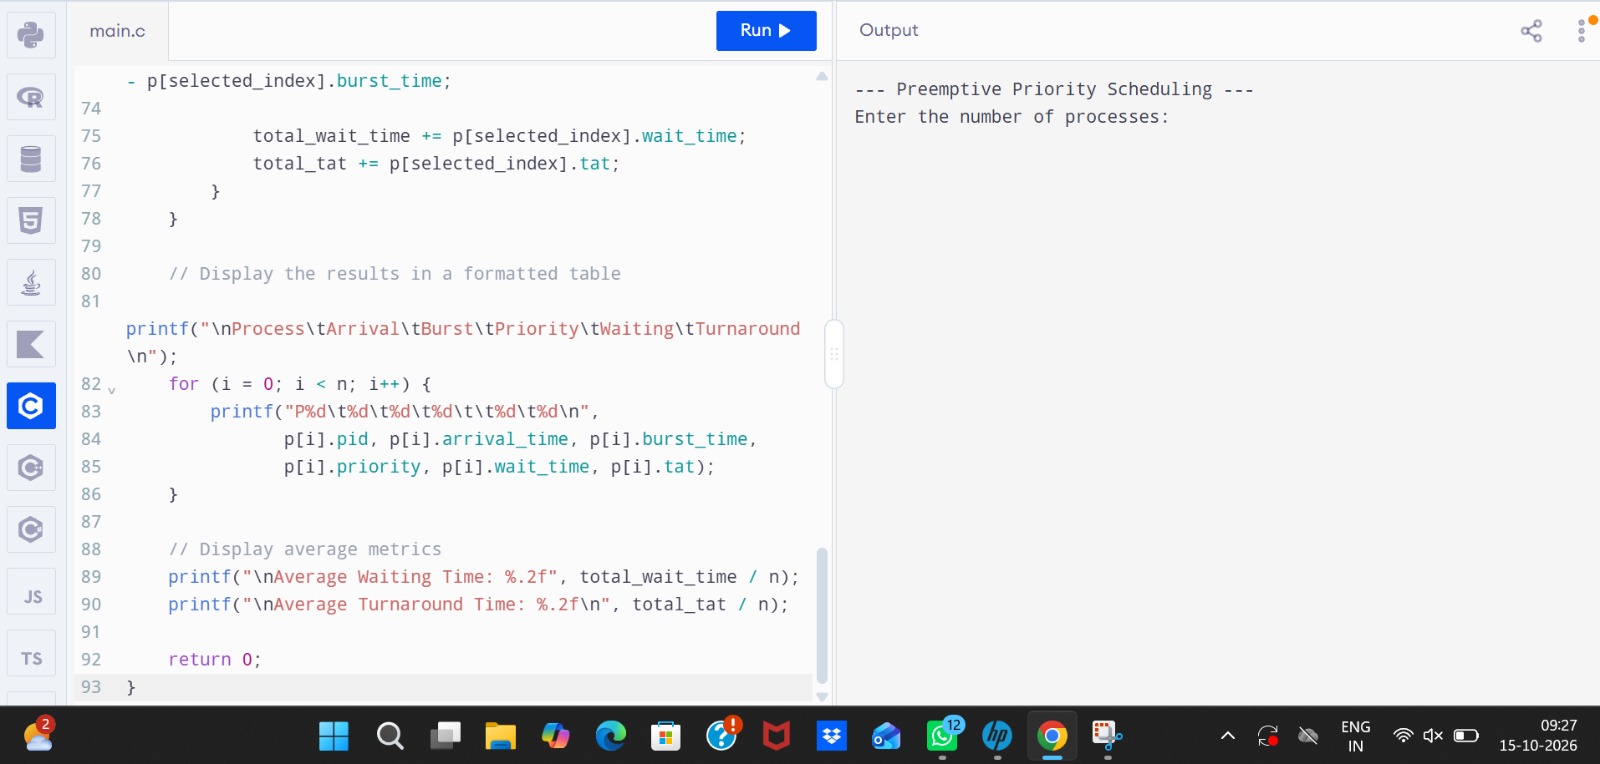 main.c
Run
Output
- p[selected_index].burst_time;
74
75 total_wait_time += p[selected_index].wait_time;
76 total_tat += p[selected_index].tat;
77 }
78 }
79
80 // Display the results in a formatted table
81
printf("\nProcess\tArrival\tBurst\tPriority\tWaiting\tTurnaround
\n");
82 for (i = 0; i < n; i++) {
83 printf("P%d\t%d\t%d\t%d\t\t%d\t%d\n",
84 p[i].pid, p[i].arrival_time, p[i].burst_time,
85 p[i].priority, p[i].wait_time, p[i].tat);
86 }
87
88 // Display average metrics
89 printf("\nAverage Waiting Time: %.2f", total_wait_time / n);
90 printf("\nAverage Turnaround Time: %.2f\n", total_tat / n);
91
92 return 0;
93 }
--- Preemptive Priority Scheduling ---
Enter the number of processes:
R
5
C
C
C
JS
TS
2
?
!
12
hp
ENG
IN
09:27
15-10-2026